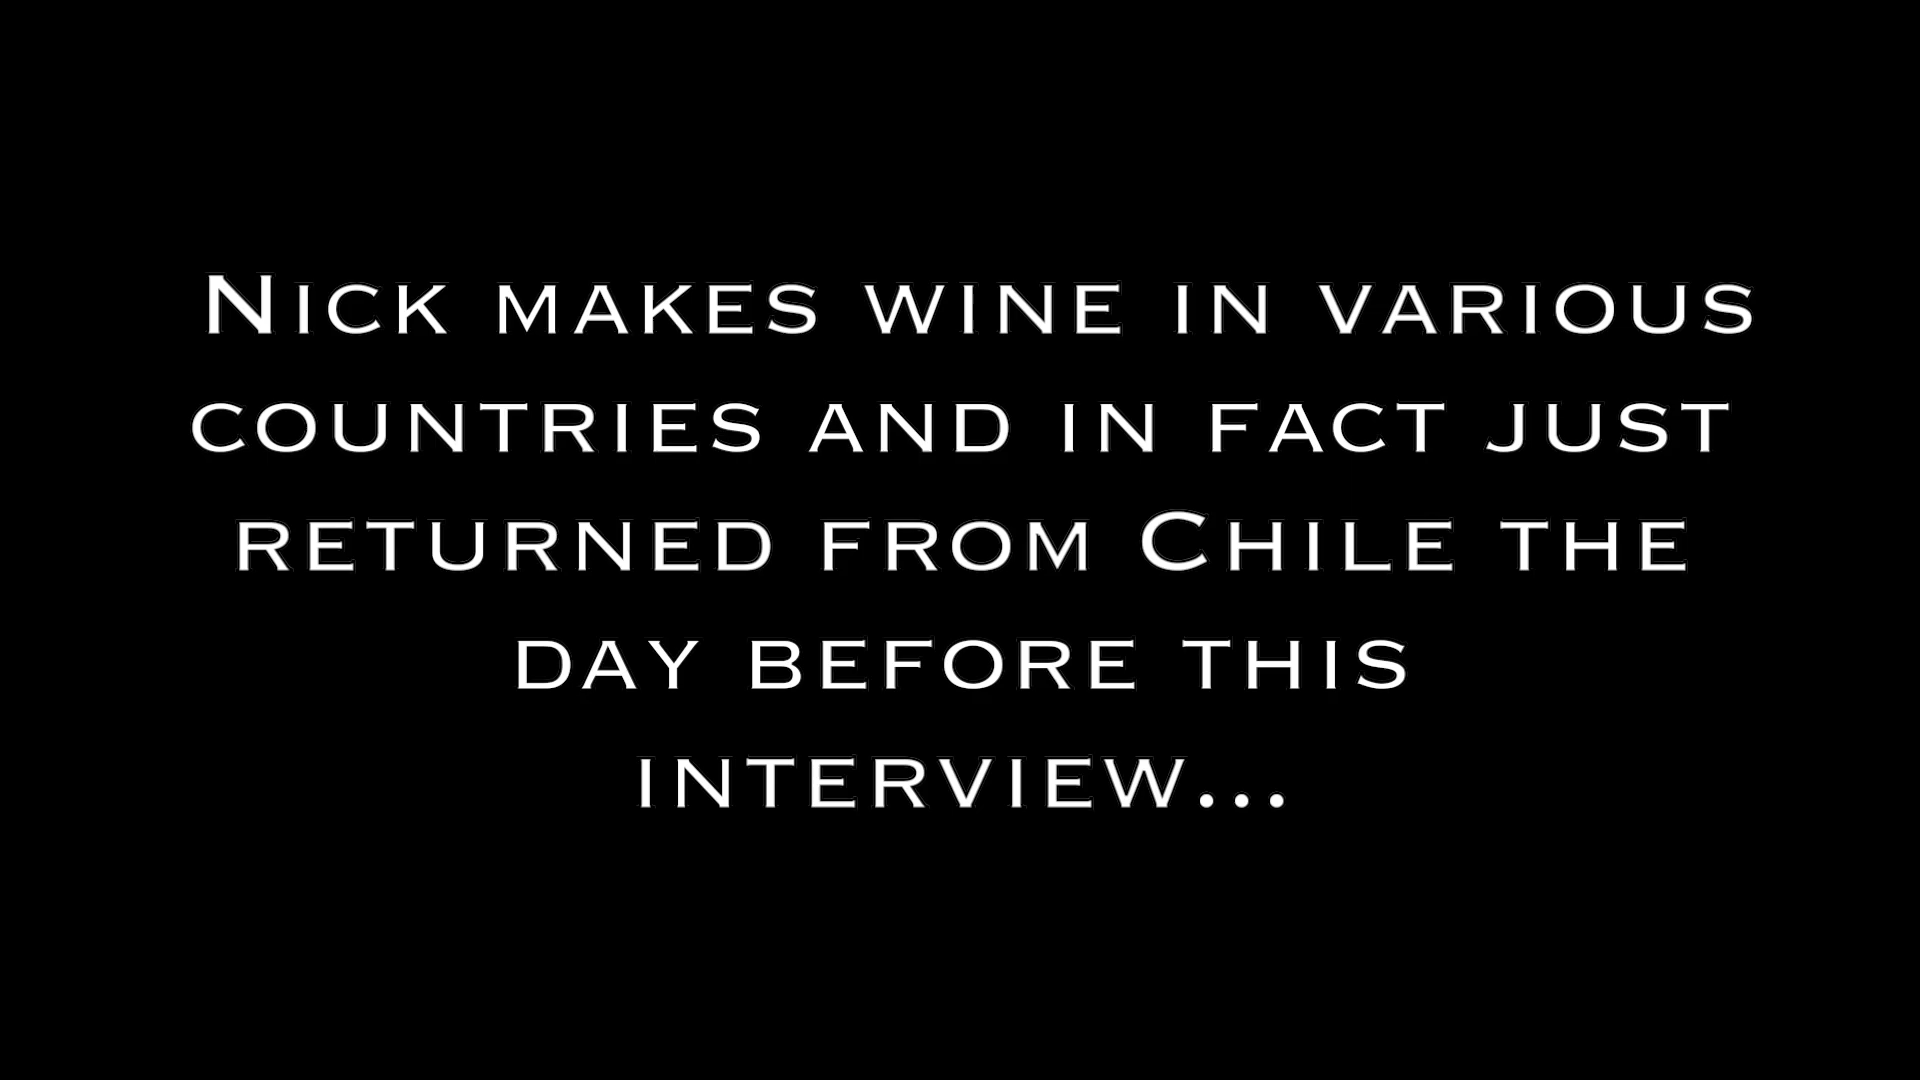 Nick makes wine in various
countries and in fact just
returned from Chile the
day before this
interview...